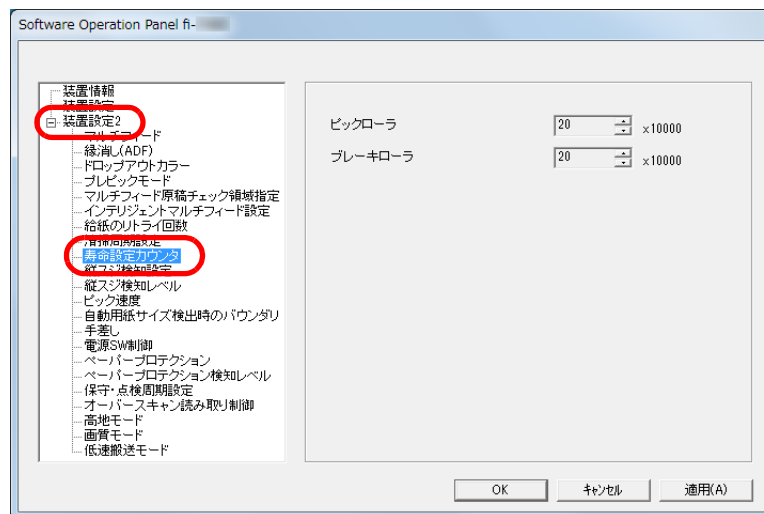 Software Operation Panel fi-
装置情報
装置設定
装置設定2
マルチフィード
縁消し(ADF)
ドロップアウトカラー
プレピックモード
マルチフィード原稿チェック領域指定
インテリジェントマルチフィード設定
給紙のリトライ回数
清掃周期設定
寿命設定カウンタ
縦スジ検知設定
縦スジ検知レベル
ピック速度
自動用紙サイズ検出時のバウンダリ
手差し
電源SW制御
ペーパープロテクション
ペーパープロテクション検知レベル
保守・点検周期設定
オーバースキャン読み取り制御
高地モード
画質モード
低速搬送モード
ピックローラ 20 ×10000
ブレーキローラ 20 ×10000
OK キャンセル 適用(A)